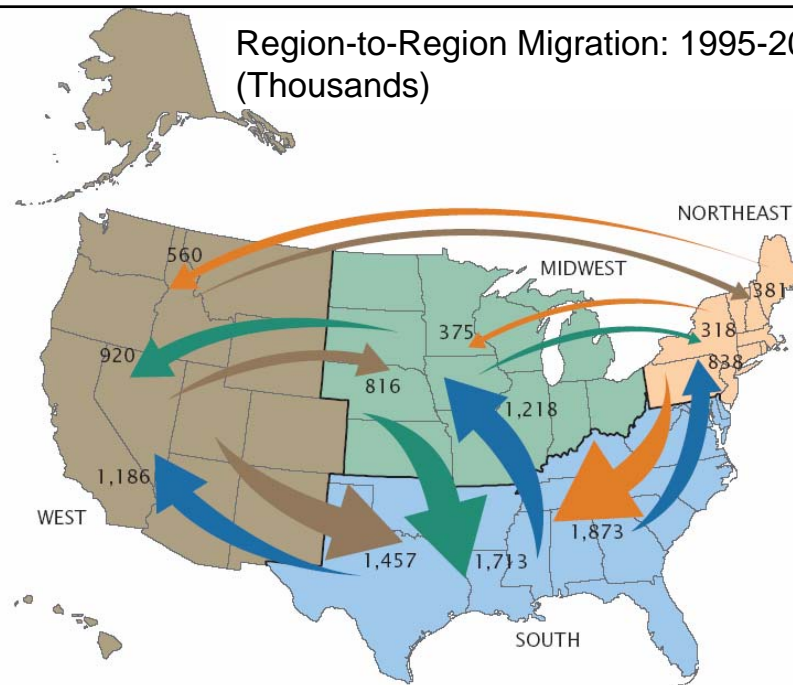 Region-to-Region Migration: 1995-20
(Thousands)
NORTHEAST
560
MIDWEST
381
375
318
920
838
816
1,218
1,186
WEST
1,873
1,457
1,713
SOUTH